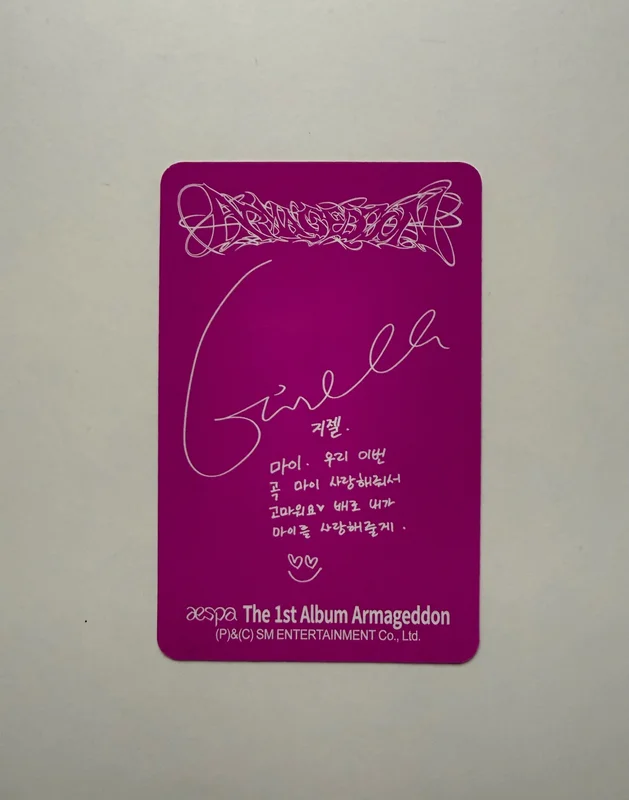 ARMAGEDDON
Giselle
지젤.
마이. 우리 이번
곡 마이 사랑해줘서
고마워요♥ 배로 내가
마이를 사랑해줄게.
aespa The 1st Album Armageddon
(P)&(C) SM ENTERTAINMENT Co., Ltd.